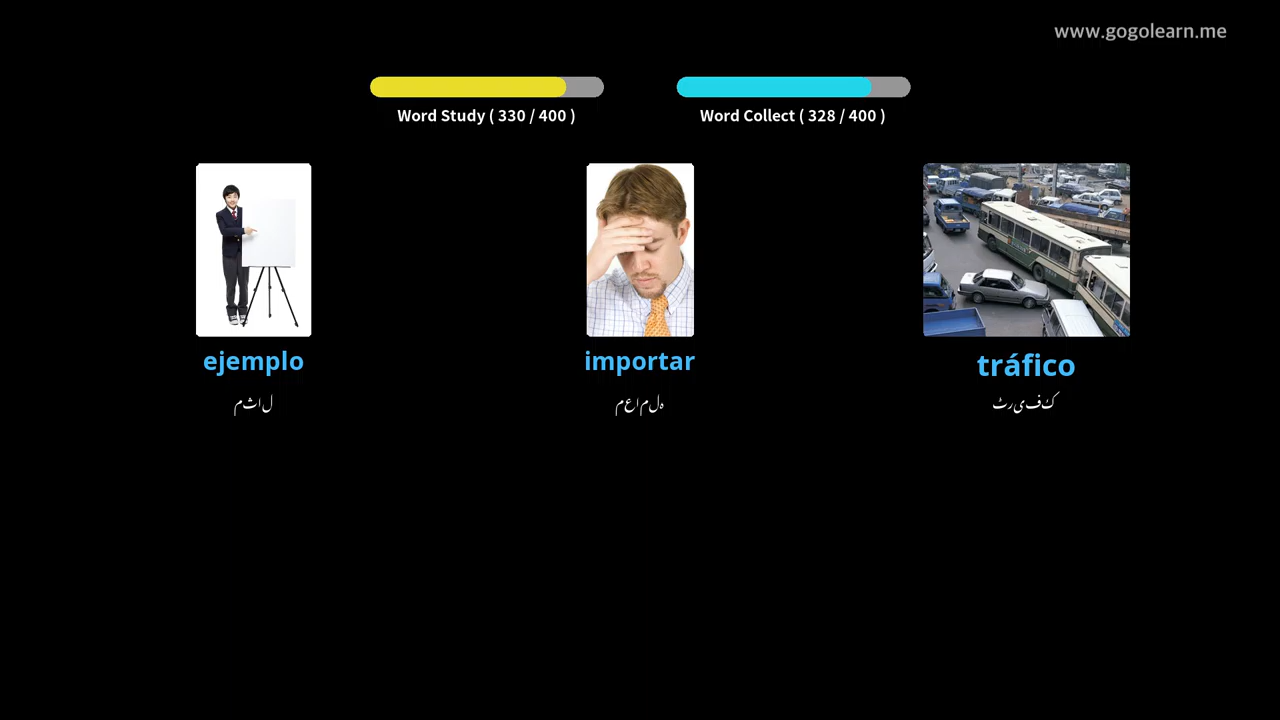 www.gogolearn.me
Word Study ( 330 / 400 )
Word Collect ( 328 / 400 )
ejemplo
importar
tráfico
مثال
معاملہ
ٹریفک